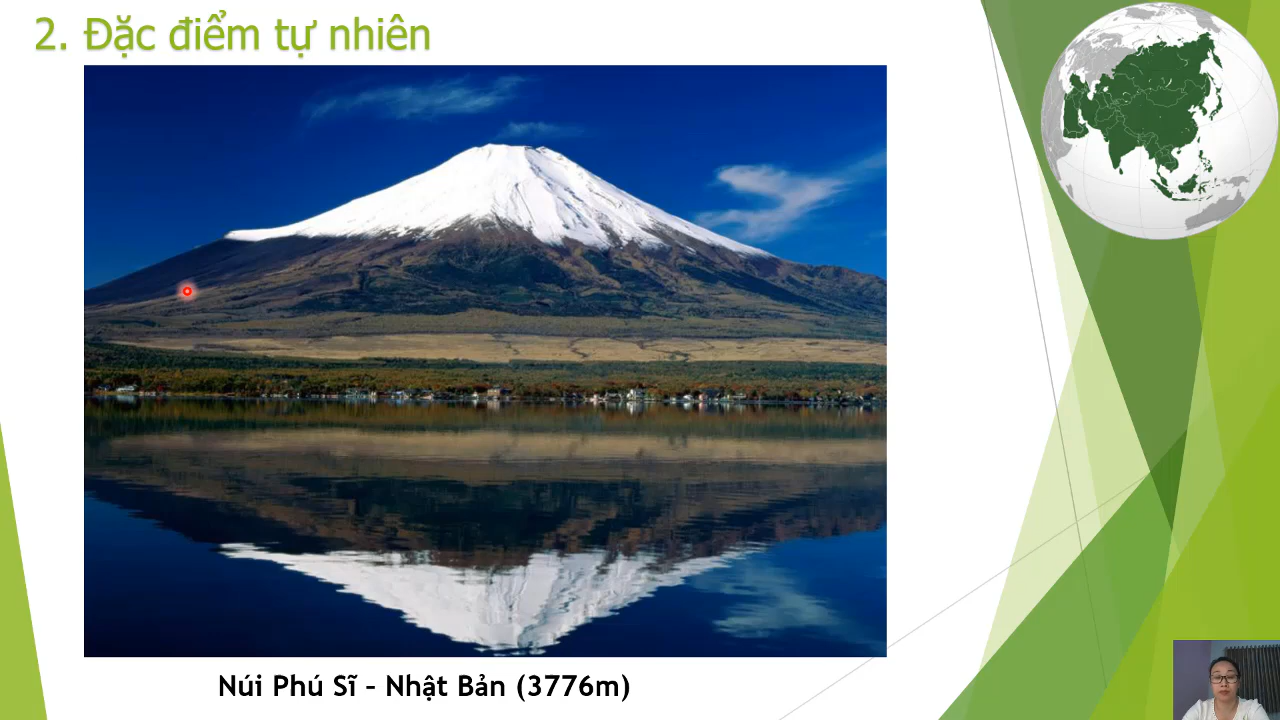 2. Đặc điểm tự nhiên
Núi Phú Sĩ - Nhật Bản (3776m)